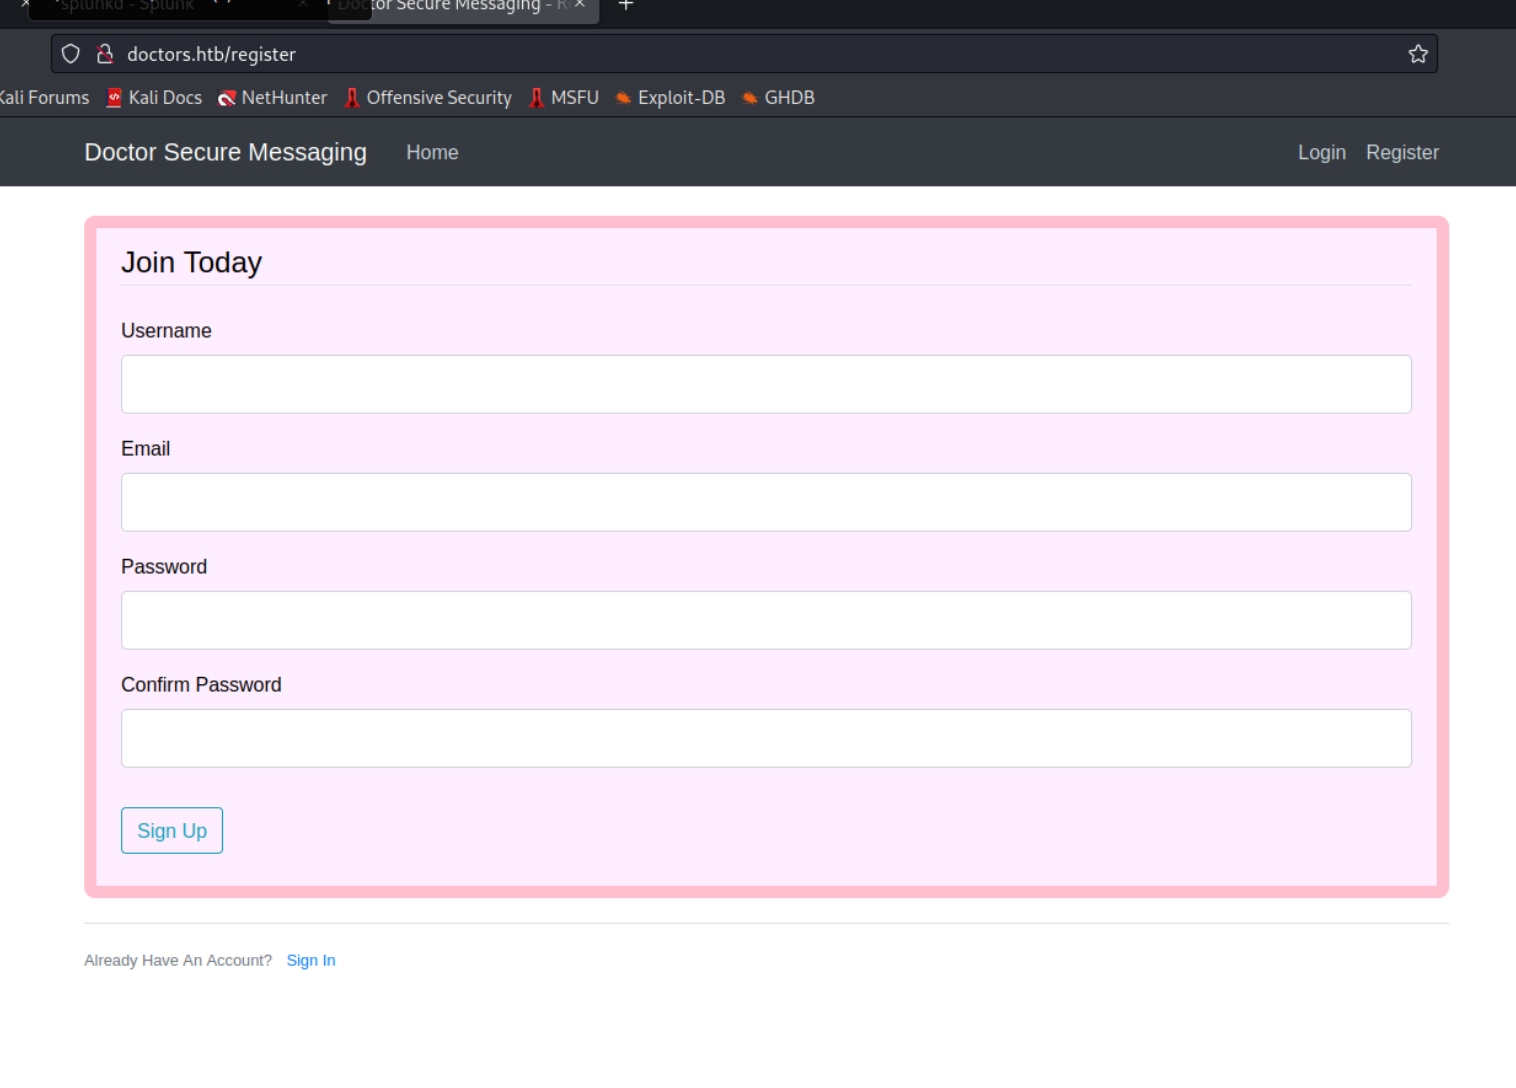 splunkd - Splunk
Doctor Secure Messaging - R
doctors.htb/register
Kali Forums Kali Docs NetHunter Offensive Security MSFU Exploit-DB GHDB
Doctor Secure Messaging Home Login Register
Join Today
Username
Email
Password
Confirm Password
Sign Up
Already Have An Account? Sign In